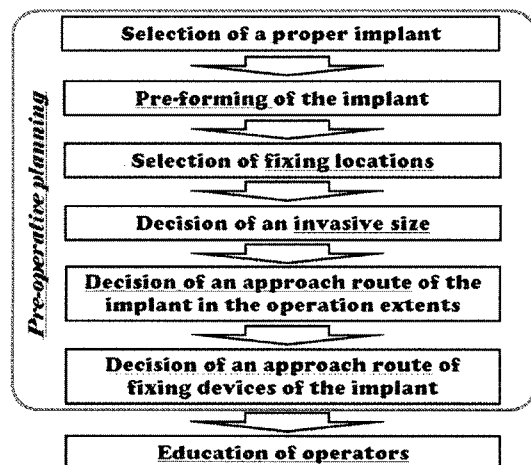 Pre-operative planning
Selection of a proper implant
Pre-forming of the implant
Selection of fixing locations
Decision of an invasive size
Decision of an approach route of the
implant in the operation extents
Decision of an approach route of
fixing devices of the implant
Education of operators